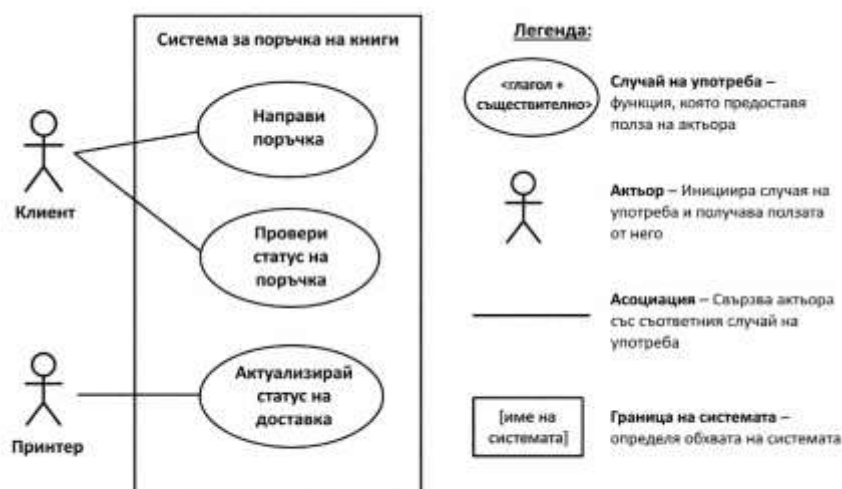 Система за поръчка на книги
Направи
поръчка
Клиент
Провери
статус на
поръчка
Актуализирай
статус на
доставка
Принтер
Легенда:
<глагол +
съществително>
Случай на употреба –
функция, която предоставя
полза на актьора
Актьор – Инициира случая на
употреба и получава ползата
от него
Асоциация – Свързва актьора
със съответния случай на
употреба
[име на
системата]
Граница на системата –
определя обхвата на системата